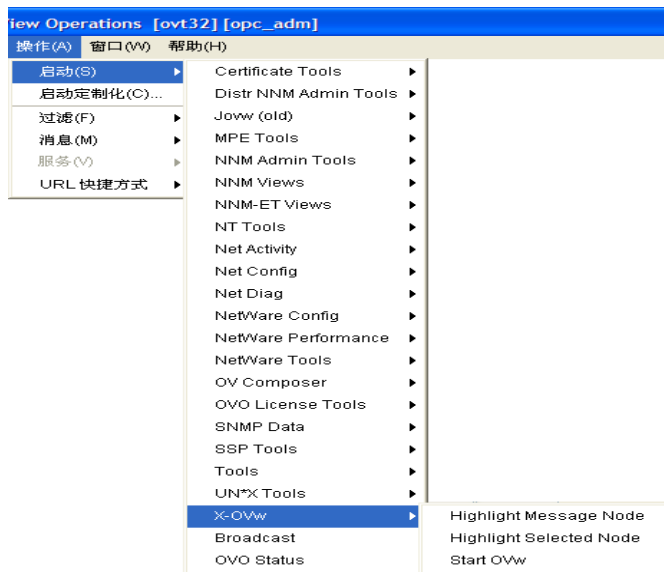 iew Operations [ovt32] [opc_adm]
操作(A) 窗口(W) 帮助(H)
启动(S)
启动定制化(C)...
过滤(F)
消息(M)
服务(V)
URL 快捷方式
Certificate Tools
Distr NNM Admin Tools
Jovw (old)
MPE Tools
NNM Admin Tools
NNM Views
NNM-ET Views
NT Tools
Net Activity
Net Config
Net Diag
NetWare Config
NetWare Performance
NetWare Tools
OV Composer
OVO License Tools
SNMP Data
SSP Tools
Tools
UN*X Tools
X-OVw
Broadcast
OVO Status
Highlight Message Node
Highlight Selected Node
Start OVw